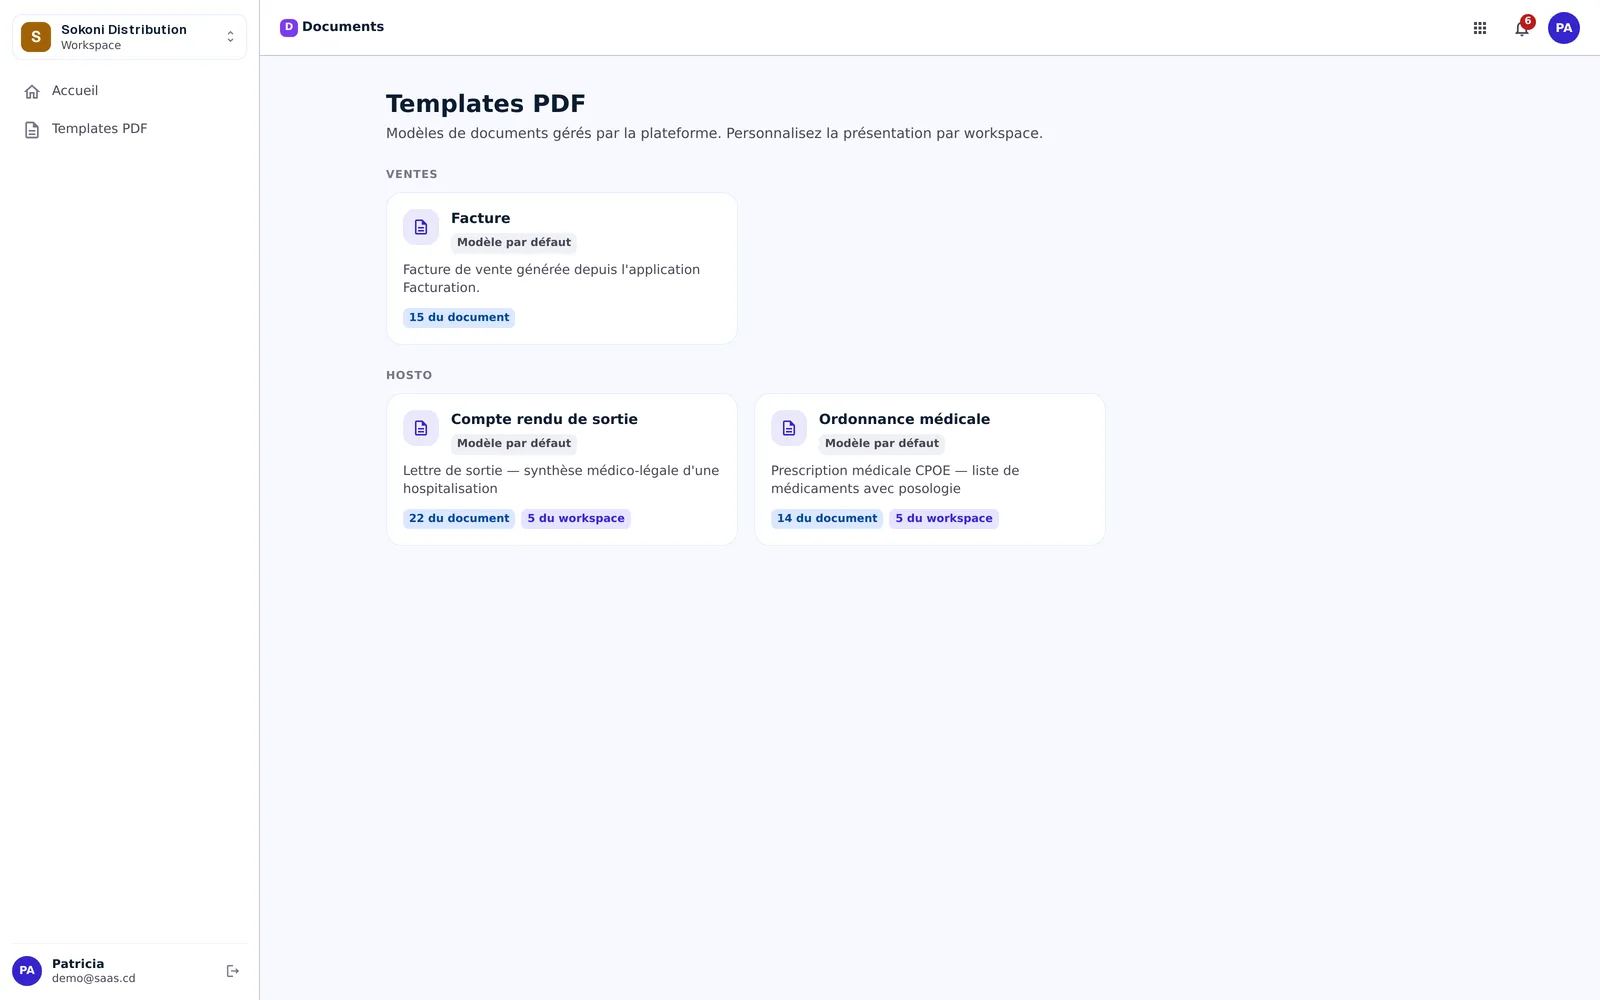 S
Sokoni Distribution
Workspace
Accueil
Templates PDF
D Documents
6
PA
Templates PDF
Modèles de documents gérés par la plateforme. Personnalisez la présentation par workspace.
VENTES
Facture
Modèle par défaut
Facture de vente générée depuis l'application
Facturation.
15 du document
HOSTO
Compte rendu de sortie
Modèle par défaut
Lettre de sortie — synthèse médico-légale d'une
hospitalisation
22 du document 5 du workspace
Ordonnance médicale
Modèle par défaut
Prescription médicale CPOE — liste de
médicaments avec posologie
14 du document 5 du workspace
PA
Patricia
demo@saas.cd